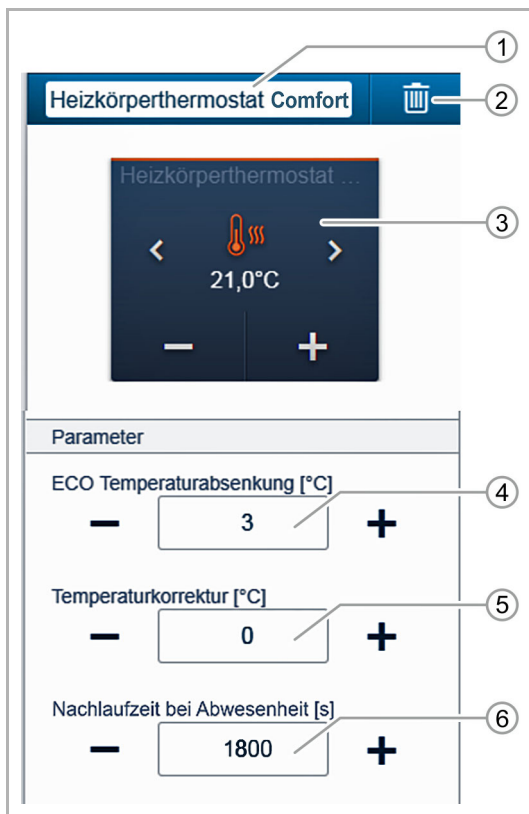 1
Heizkörperthermostat Comfort
2
Heizkörperthermostat ...
3
21,0°C
Parameter
ECO Temperaturabsenkung [°C]
4
3
Temperaturkorrektur [°C]
5
0
Nachlaufzeit bei Abwesenheit [s]
6
1800